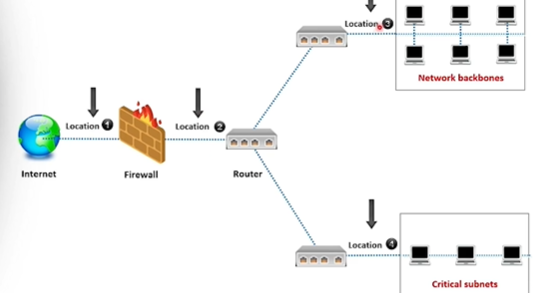 Location 3
Network backbones
Location 1
Location 2
Internet
Firewall
Router
Location 4
Critical subnets